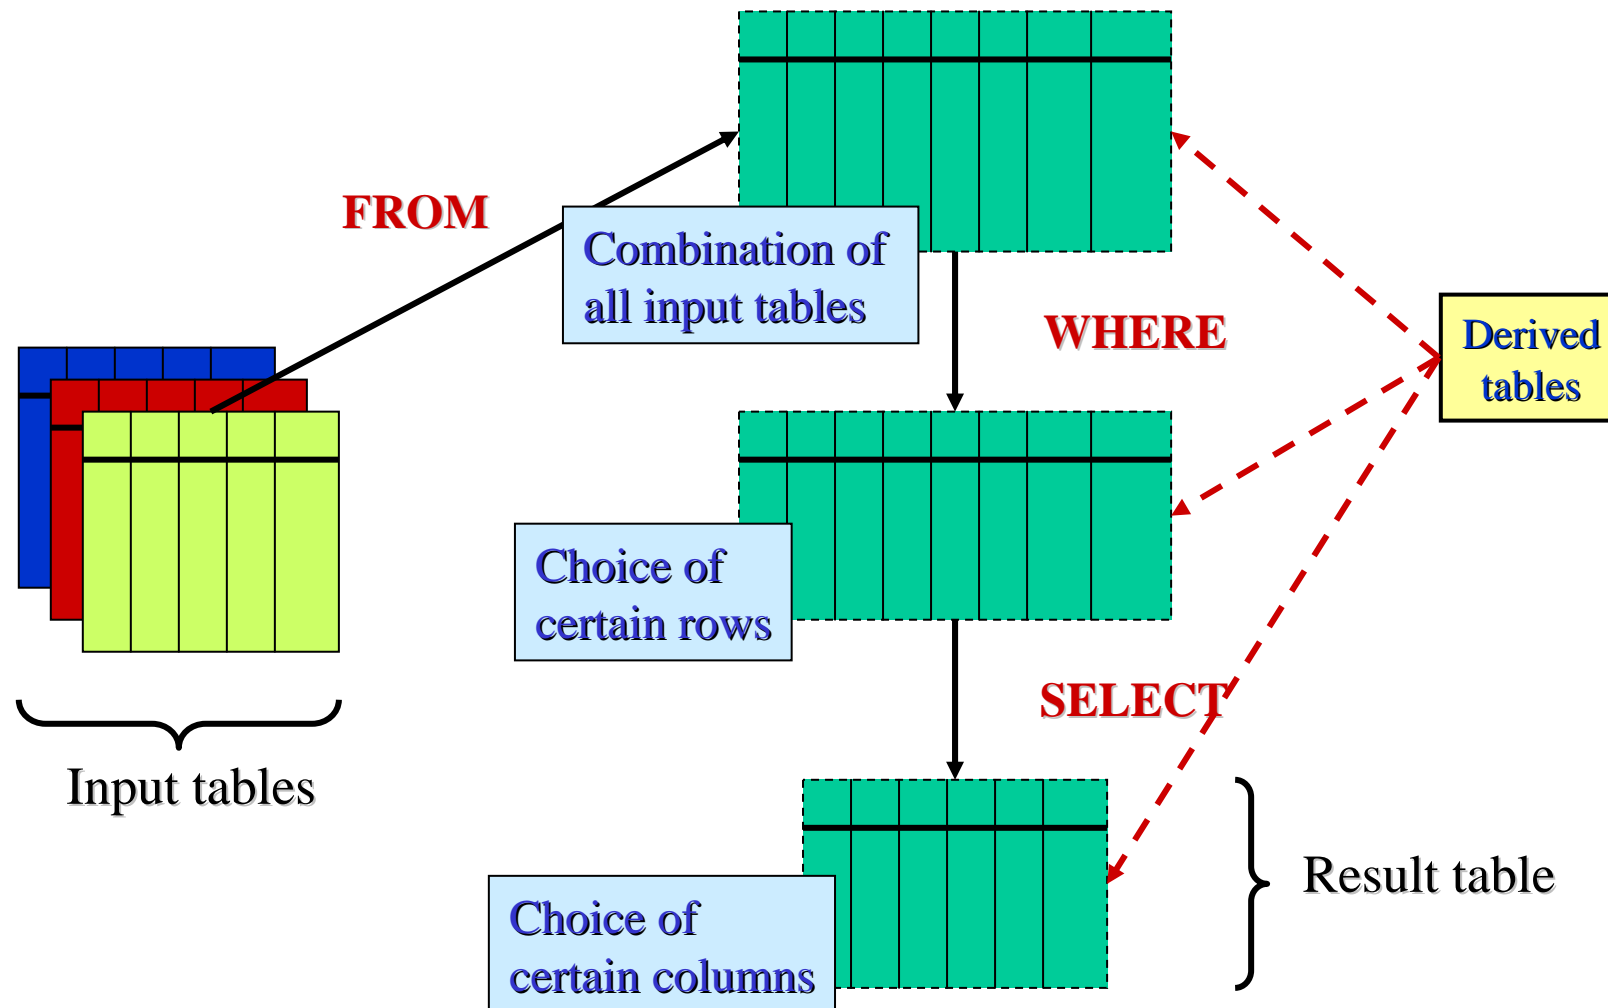 FROM
Combination of
all input tables
WHERE
Derived
tables
Choice of
certain rows
SELECT
Input tables
Result table
Choice of
certain columns